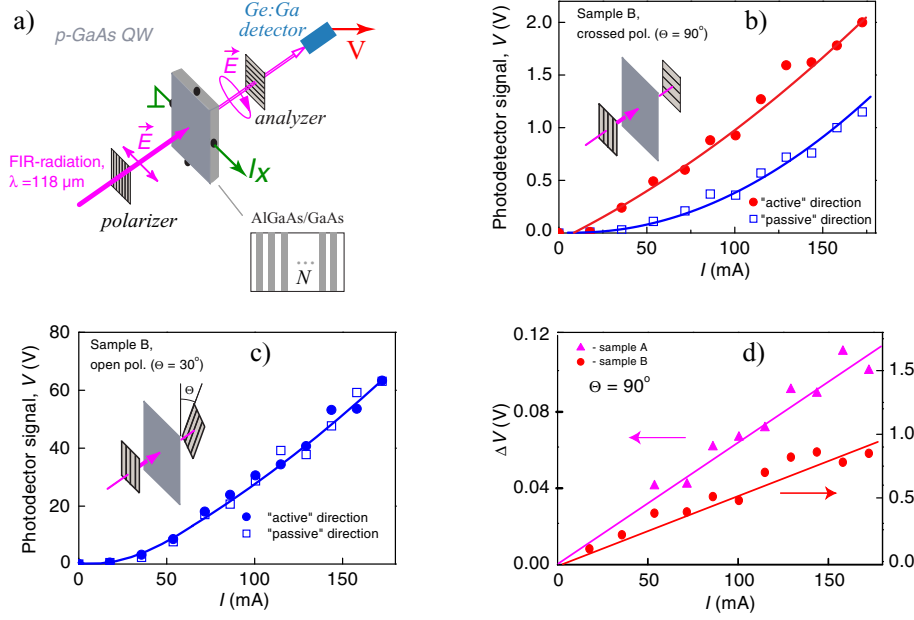 a)
p-GaAs QW
Ge:Ga
detector
V
E
analyzer
E
FIR-radiation,
λ =118 µm
Ix
polarizer
AlGaAs/GaAs
...
N
b)
Sample B,
crossed pol. (Θ = 90°)
Photodetector signal, V (V)
2.0
1.5
1.0
0.5
0.0
"active" direction
"passive" direction
0 50 100 150
I (mA)
c)
Sample B,
open pol. (Θ = 30°)
Θ
Photodector signal, V (V)
80
60
40
20
0
"active" direction
"passive" direction
0 50 100 150
I (mA)
d)
- sample A
- sample B
Θ = 90°
Δ V (V)
0.12
0.08
0.04
0.00
1.5
1.0
0.5
0.0
0 50 100 150
I (mA)